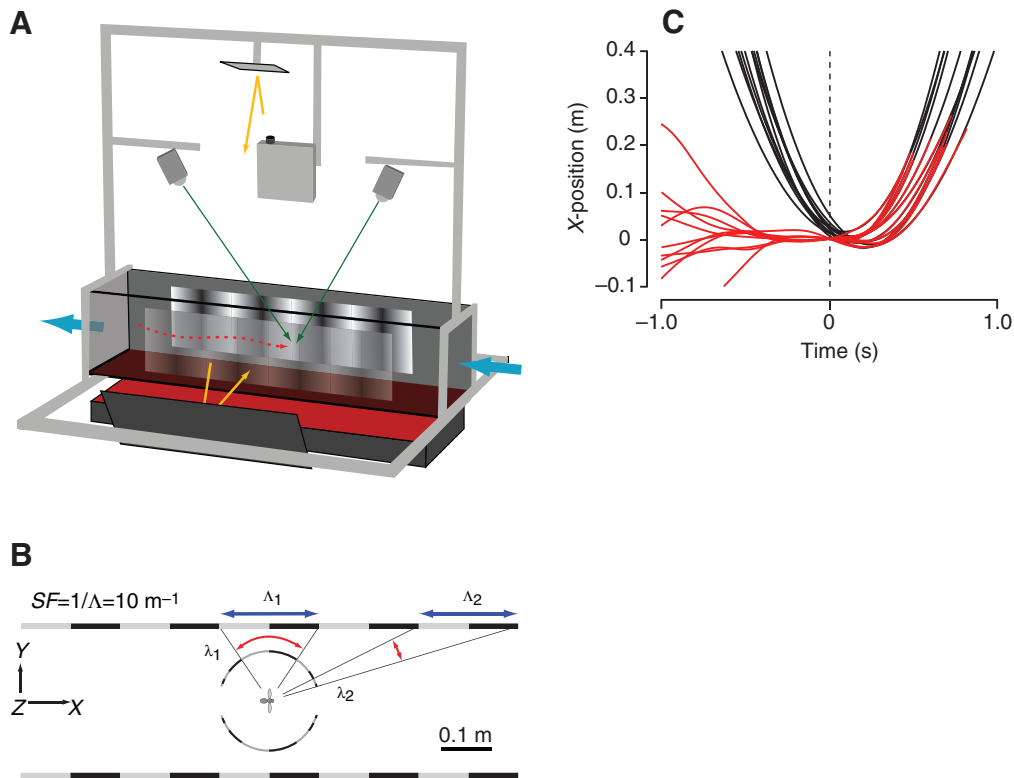 A
B
SF=1/Λ=10 m⁻¹
Λ₁
Λ₂
λ₁
λ₂
Y
Z
X
0.1 m
C
0.4
0.3
0.2
0.1
0
–0.1
X-position (m)
–1.0
0
1.0
Time (s)